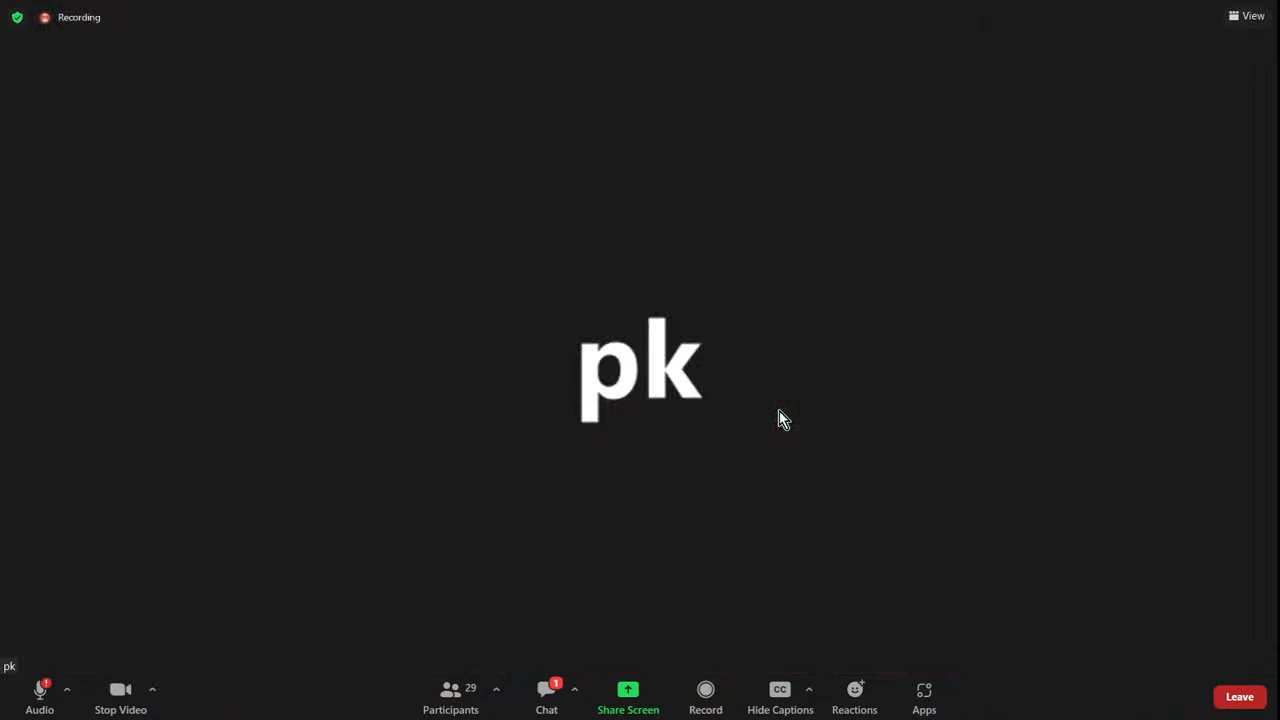 Recording
View
pk
pk
Audio
Stop Video
29
Participants
1
Chat
Share Screen
Record
CC
Hide Captions
Reactions
Apps
Leave